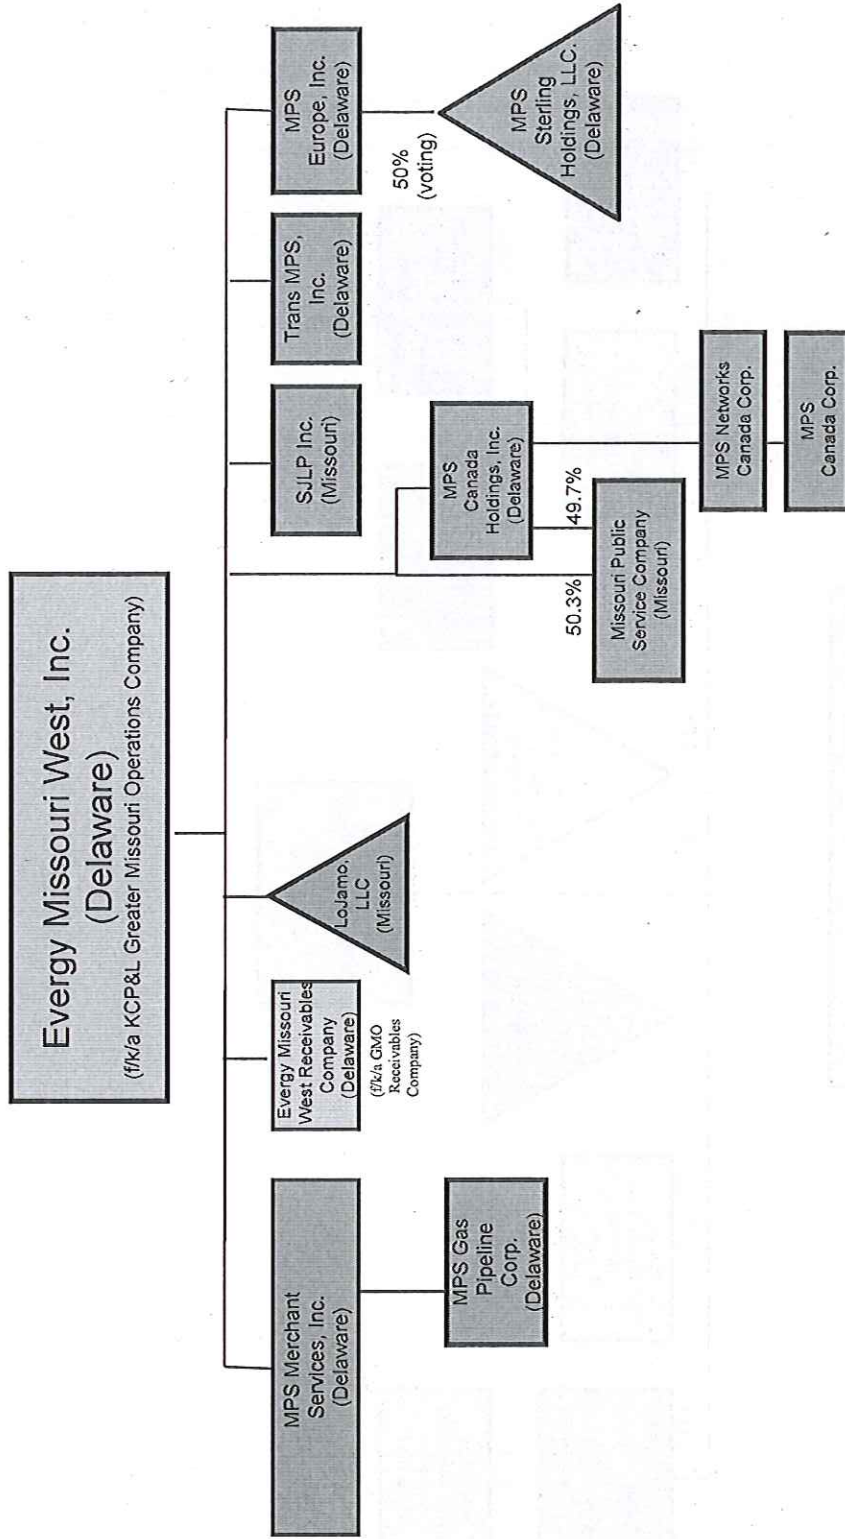 Evergy Missouri West, Inc.
(Delaware)
(f/k/a KCP&L Greater Missouri Operations Company)
MPS Merchant
Services, Inc.
(Delaware)
MPS Gas
Pipeline
Corp.
(Delaware)
Evergy Missouri
West Receivables
Company
(Delaware)
(f/k/a GMO
Receivables
Company)
LoJamo,
LLC
(Missouri)
SJLP Inc.
(Missouri)
Trans MPS,
Inc.
(Delaware)
MPS
Europe, Inc.
(Delaware)
50%
(voting)
MPS
Sterling
Holdings, LLC.
(Delaware)
MPS
Canada
Holdings, Inc.
(Delaware)
50.3%
49.7%
Missouri Public
Service Company
(Missouri)
MPS Networks
Canada Corp.
MPS
Canada Corp.